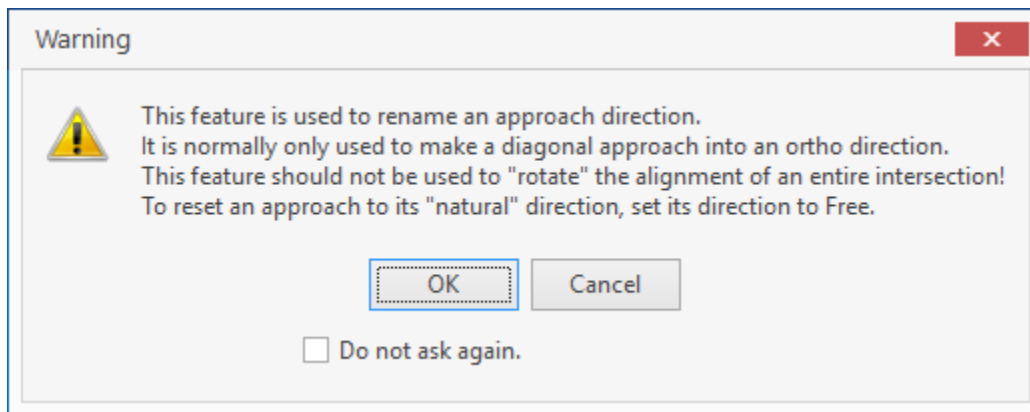 Warning
This feature is used to rename an approach direction.
It is normally only used to make a diagonal approach into an ortho direction.
This feature should not be used to "rotate" the alignment of an entire intersection!
To reset an approach to its "natural" direction, set its direction to Free.
OK Cancel
Do not ask again.